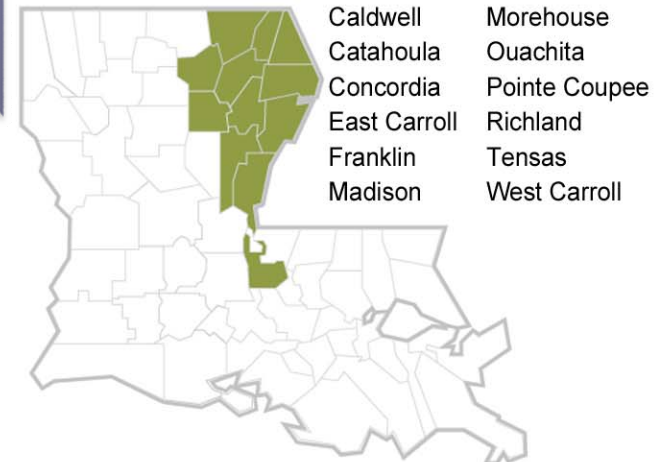 Caldwell Morehouse
Catahoula Ouachita
Concordia Pointe Coupee
East Carroll Richland
Franklin Tensas
Madison West Carroll